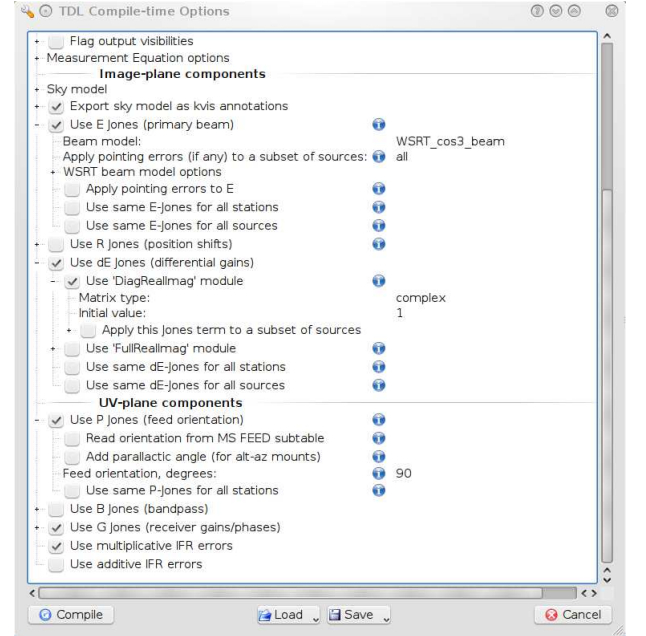 TDL Compile-time Options
Flag output visibilities
Measurement Equation options
Image-plane components
Sky model
Export sky model as kvis annotations
Use E Jones (primary beam)
Beam model: WSRT_cos3_beam
Apply pointing errors (if any) to a subset of sources: all
WSRT beam model options
Apply pointing errors to E
Use same E-Jones for all stations
Use same E-Jones for all sources
Use R Jones (position shifts)
Use dE Jones (differential gains)
Use 'DiagRealImag' module
Matrix type: complex
Initial value: 1
Apply this Jones term to a subset of sources
Use 'FullRealImag' module
Use same dE-Jones for all stations
Use same dE-Jones for all sources
UV-plane components
Use P Jones (feed orientation)
Read orientation from MS FEED subtable
Add parallactic angle (for alt-az mounts)
Feed orientation, degrees: 90
Use same P-Jones for all stations
Use B Jones (bandpass)
Use G Jones (receiver gains/phases)
Use multiplicative IFR errors
Use additive IFR errors
Compile Load Save Cancel